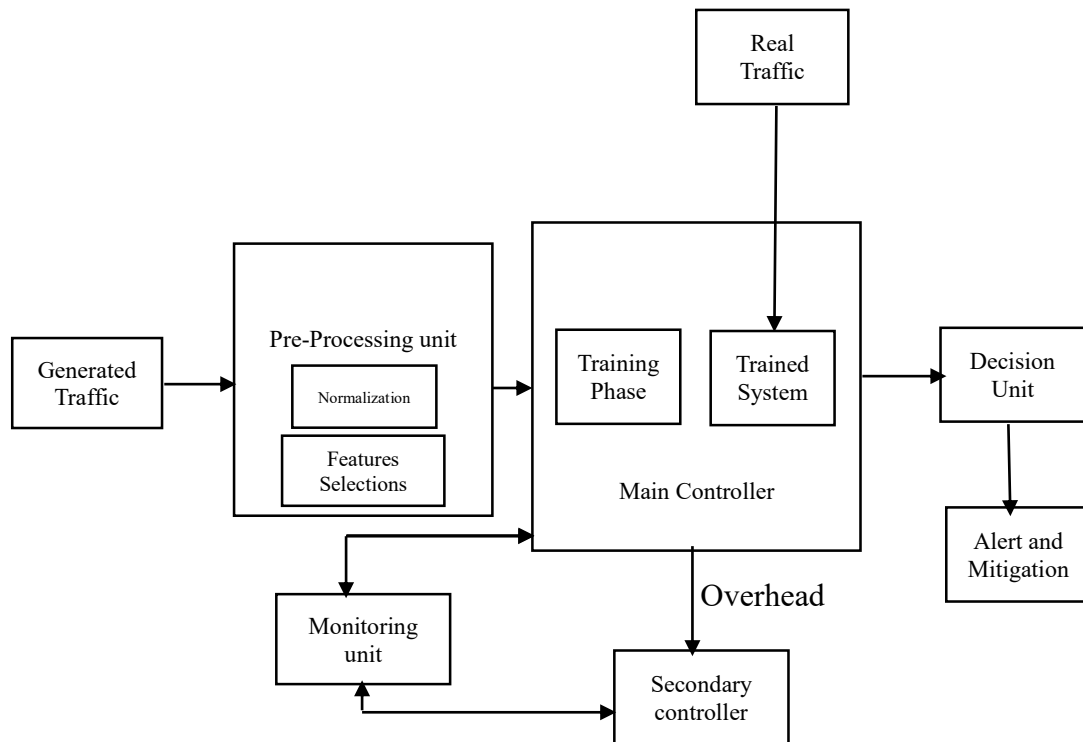 Real
Traffic
Generated
Traffic
Pre-Processing unit
Normalization
Features
Selections
Training
Phase
Trained
System
Main Controller
Decision
Unit
Alert and
Mitigation
Overhead
Monitoring
unit
Secondary
controller